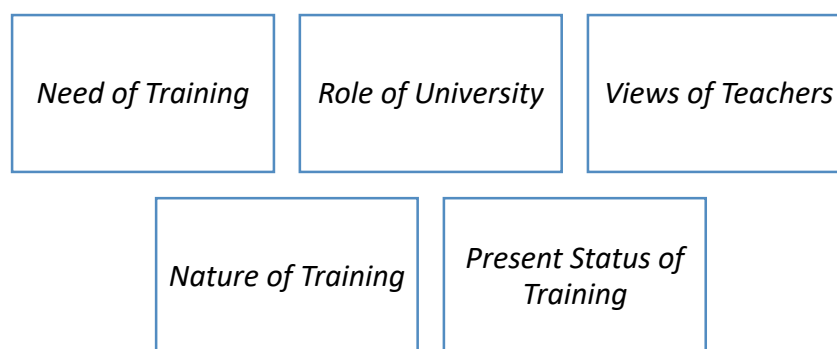 Need of Training
Role of University
Views of Teachers
Nature of Training
Present Status of
Training